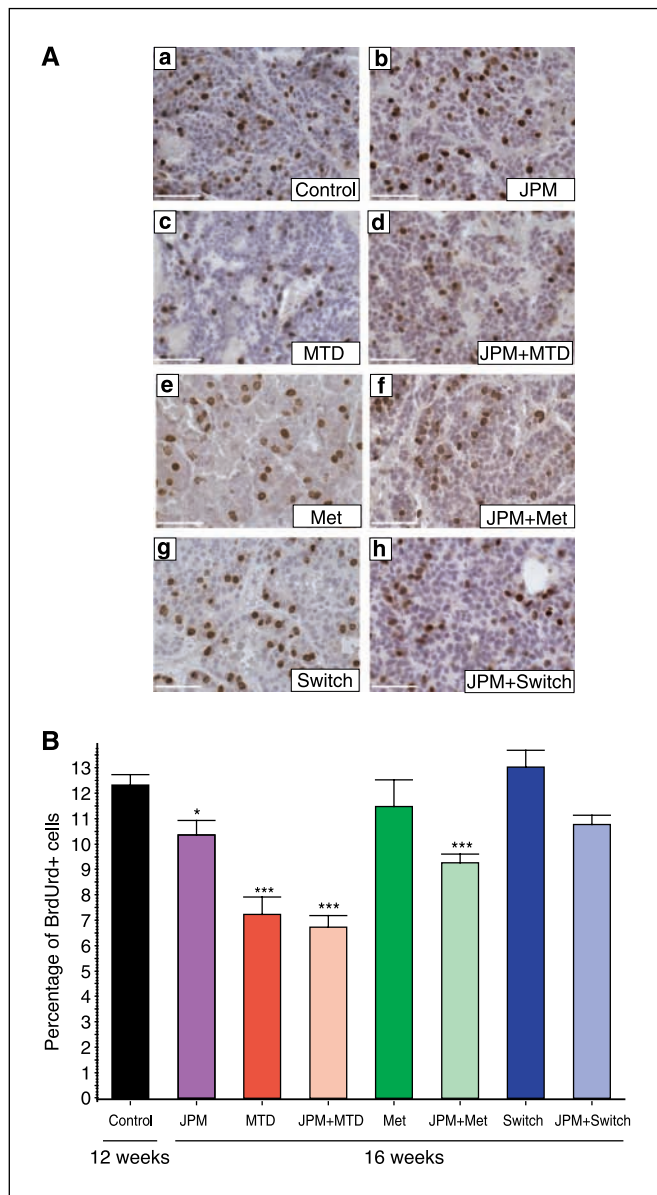 A
a
b
Control
JPM
c
d
MTD
JPM+MTD
e
f
Met
JPM+Met
g
h
Switch
JPM+Switch
B
Percentage of BrdUrd+ cells
13
12
11
10
9
8
7
6
5
4
3
2
1
0
*
***
***
***
Control JPM MTD JPM+MTD Met JPM+Met Switch JPM+Switch
12 weeks 16 weeks